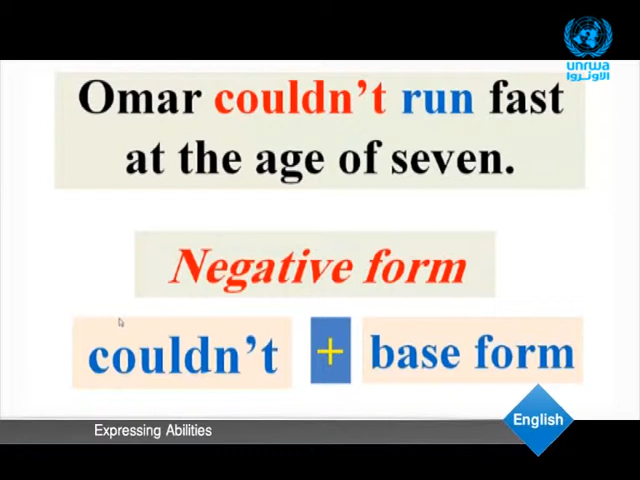 unrwa
الأونروا
Omar couldn't run fast
at the age of seven.
Negative form
couldn't + base form
English
Expressing Abilities